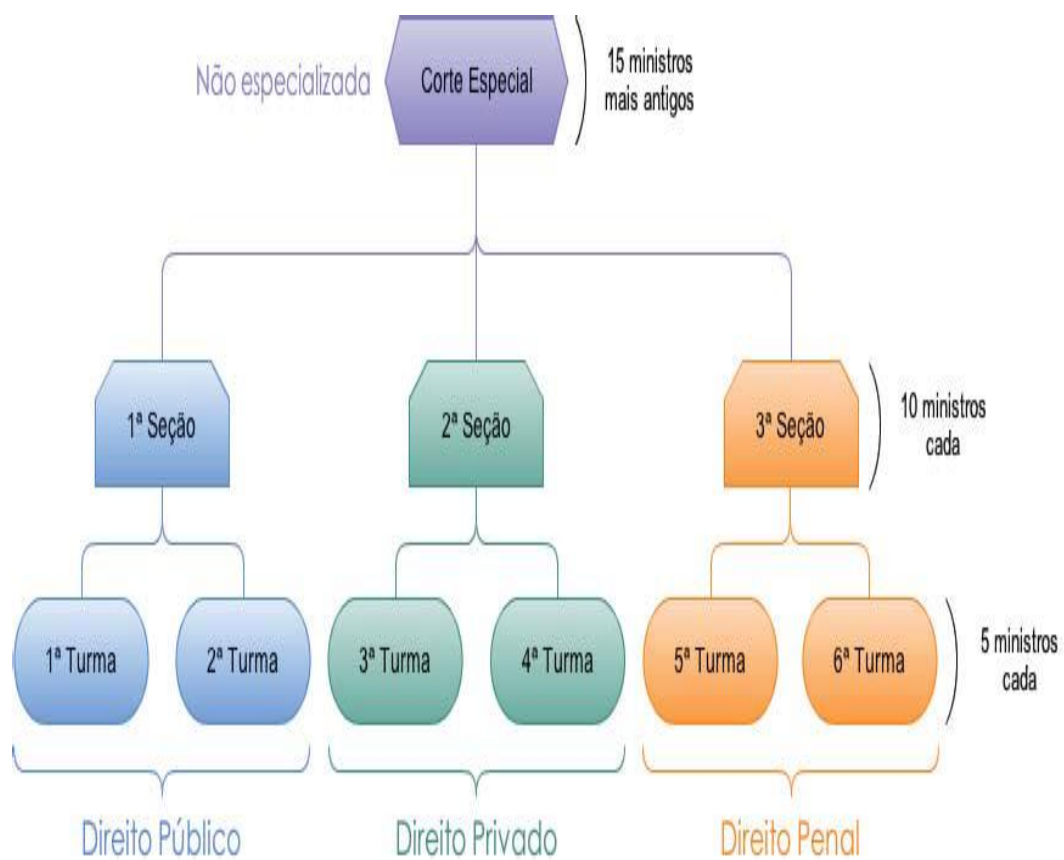 Não especializada
Corte Especial
15 ministros
mais antigos
1ª Seção
2ª Seção
3ª Seção
10 ministros
cada
1ª Turma
2ª Turma
3ª Turma
4ª Turma
5ª Turma
6ª Turma
5 ministros
cada
Direito Público
Direito Privado
Direito Penal